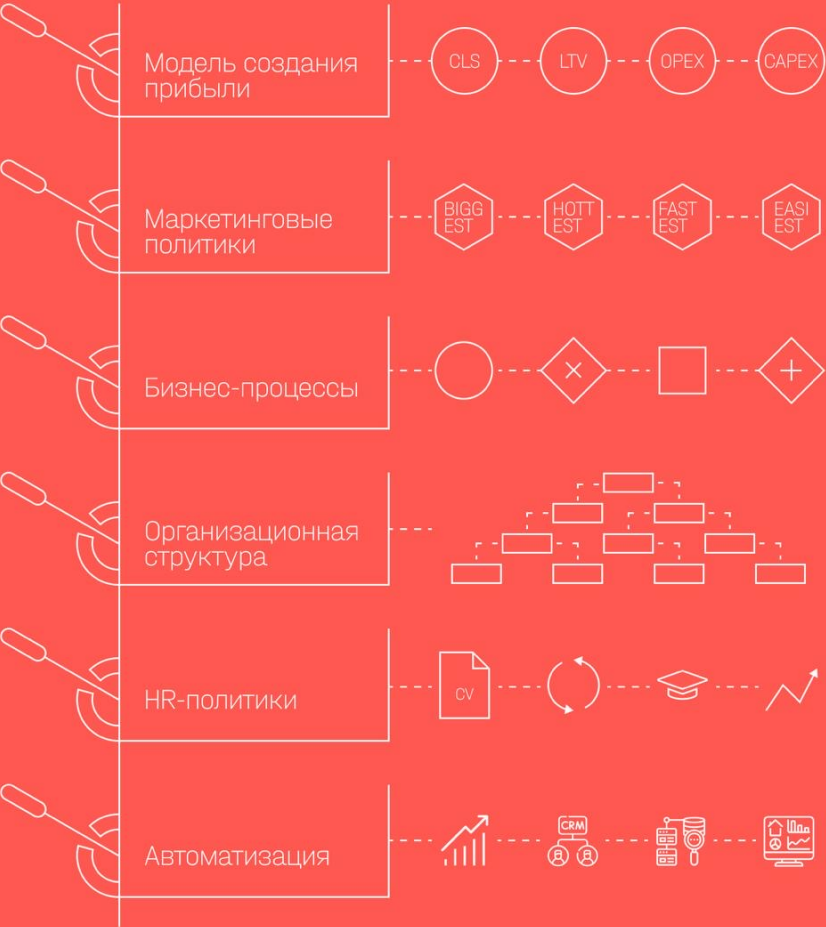 Модель создания
прибыли
CLS
LTV
OPEX
CAPEX
Маркетинговые
политики
BIGG
EST
HOTT
EST
FAST
EST
EASI
EST
Бизнес-процессы
Организационная
структура
HR-политики
CV
Автоматизация
CRM